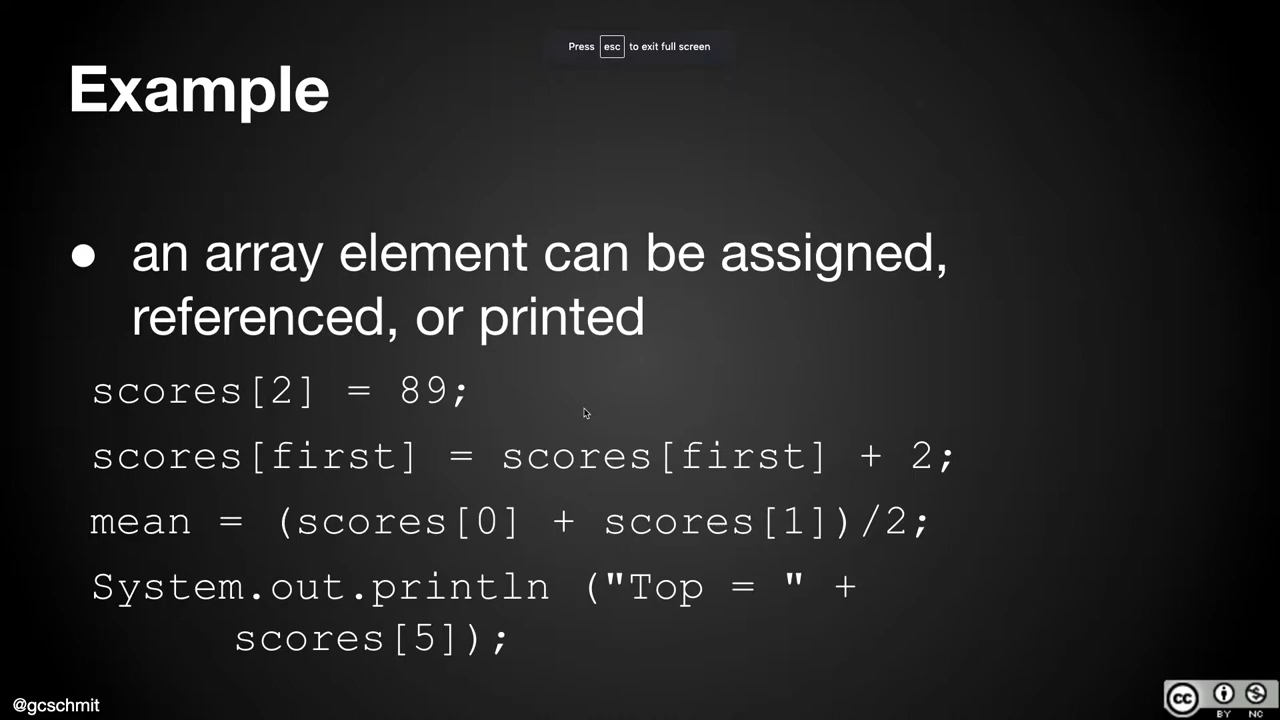 Press esc to exit full screen
Example
● an array element can be assigned,
referenced, or printed
scores[2] = 89;
scores[first] = scores[first] + 2;
mean = (scores[0] + scores[1])/2;
System.out.println ("Top = " +
scores[5]);
@gcschmit
cc
BY NC